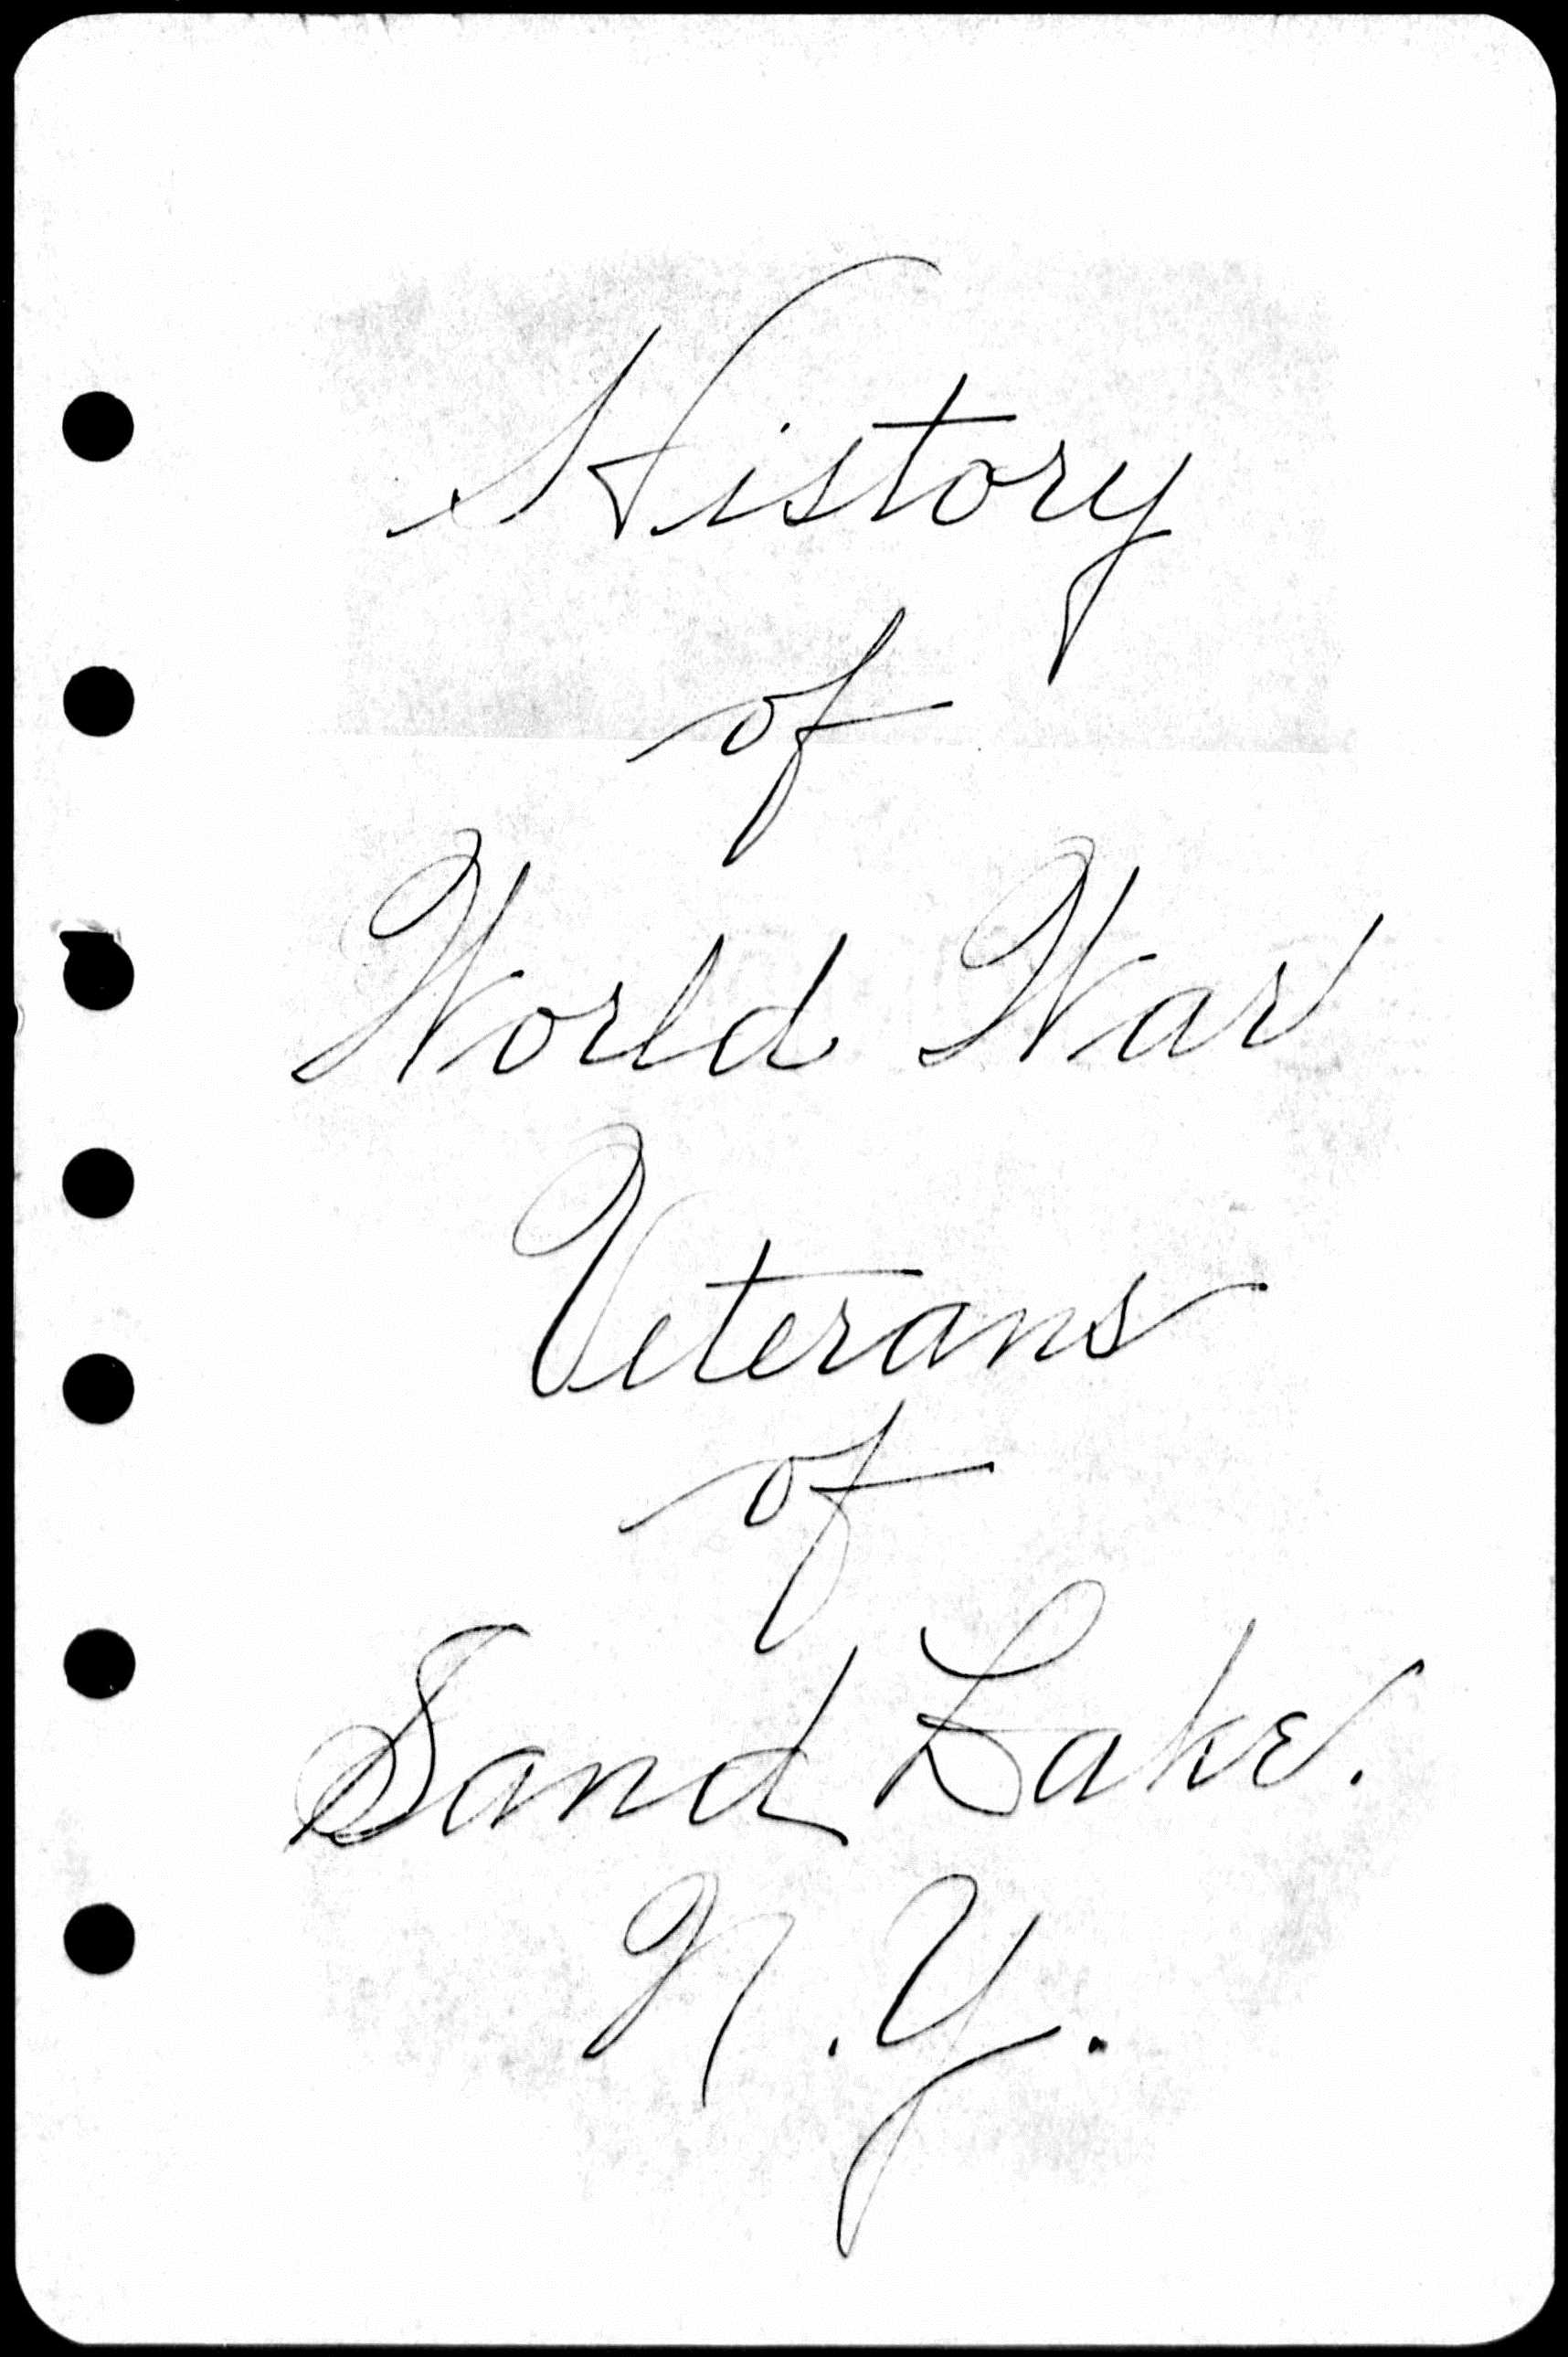 History
of
World War
Veterans
of
Sand Lake.
N.Y.